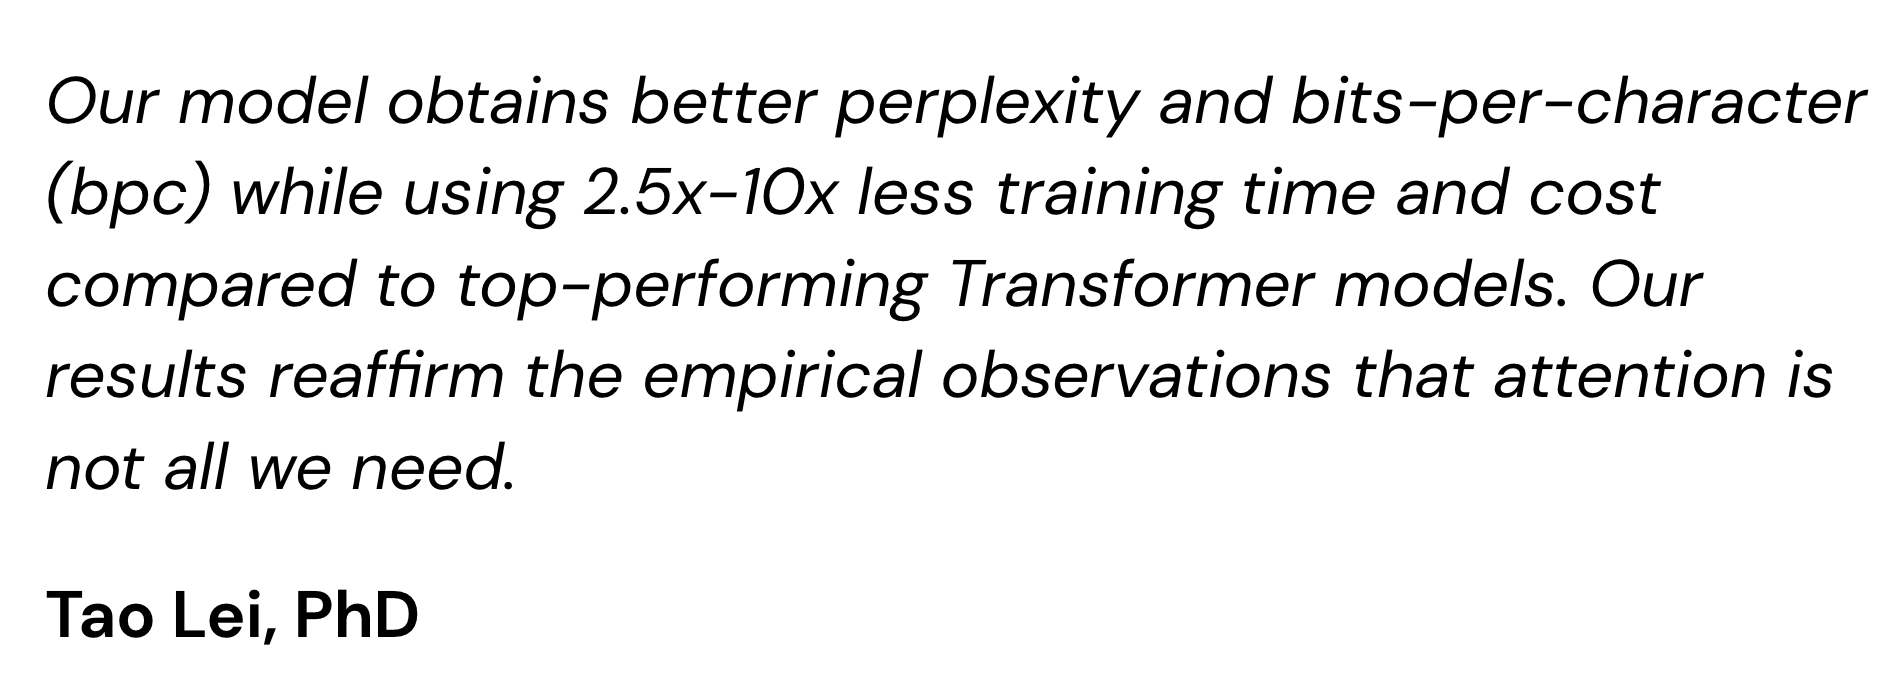 Our model obtains better perplexity and bits-per-character
(bpc) while using 2.5x-10x less training time and cost
compared to top-performing Transformer models. Our
results reaffirm the empirical observations that attention is
not all we need.
Tao Lei, PhD